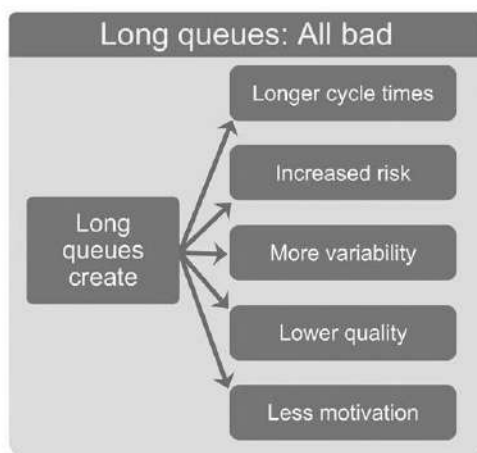 Long queues: All bad
Longer cycle times
Increased risk
Long
queues
create
More variability
Lower quality
Less motivation